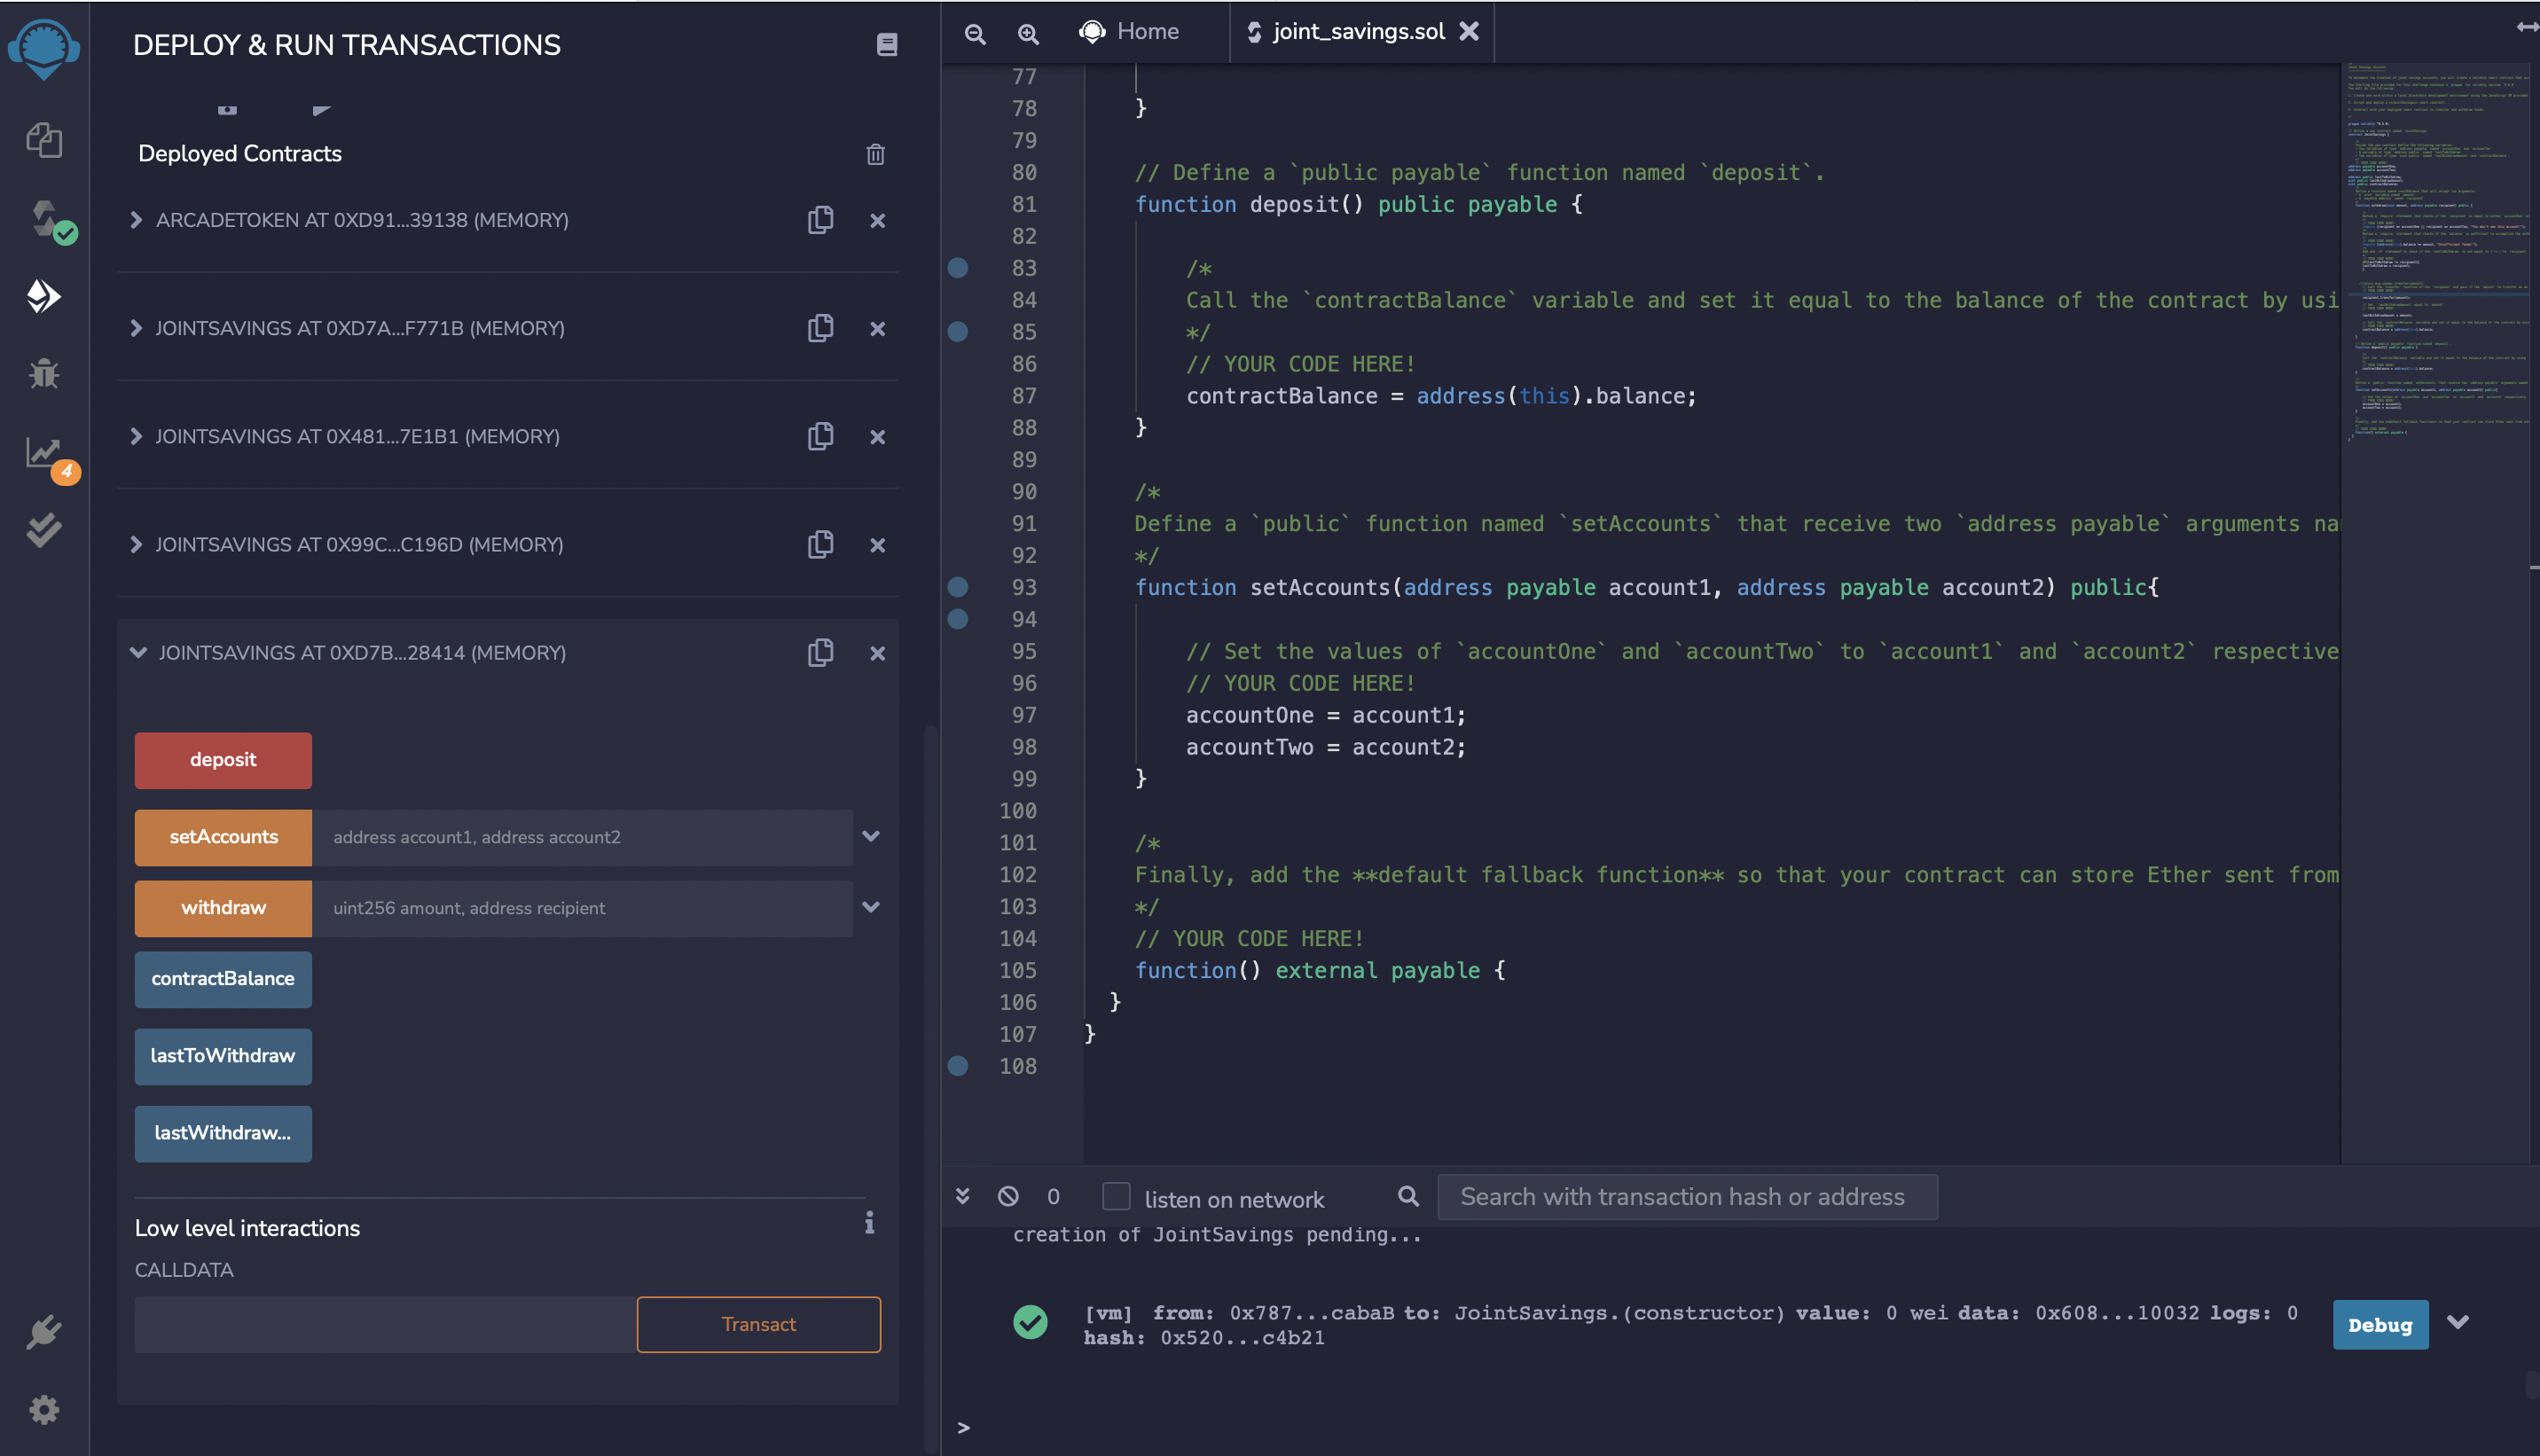 DEPLOY & RUN TRANSACTIONS
Deployed Contracts
ARCADETOKEN AT 0XD91...39138 (MEMORY)
JOINTSAVINGS AT 0XD7A...F771B (MEMORY)
JOINTSAVINGS AT 0X481...7E1B1 (MEMORY)
JOINTSAVINGS AT 0X99C...C196D (MEMORY)
JOINTSAVINGS AT 0XD7B...28414 (MEMORY)
deposit
setAccounts address account1, address account2
withdraw uint256 amount, address recipient
contractBalance
lastToWithdraw
lastWithdraw...
Low level interactions
CALLDATA
Transact
4
Home
joint_savings.sol
77
78 }
79
80 // Define a `public payable` function named `deposit`.
81 function deposit() public payable {
82
83 /*
84 Call the `contractBalance` variable and set it equal to the balance of the contract by usi
85 */
86 // YOUR CODE HERE!
87 contractBalance = address(this).balance;
88 }
89
90 /*
91 Define a `public` function named `setAccounts` that receive two `address payable` arguments na
92 */
93 function setAccounts(address payable account1, address payable account2) public{
94
95 // Set the values of `accountOne` and `accountTwo` to `account1` and `account2` respective
96 // YOUR CODE HERE!
97 accountOne = account1;
98 accountTwo = account2;
99 }
100
101 /*
102 Finally, add the **default fallback function** so that your contract can store Ether sent from
103 */
104 // YOUR CODE HERE!
105 function() external payable {
106 }
107 }
108
0 listen on network Search with transaction hash or address
creation of JointSavings pending...
[vm] from: 0x787...cabaB to: JointSavings.(constructor) value: 0 wei data: 0x608...10032 logs: 0
hash: 0x520...c4b21
Debug
>